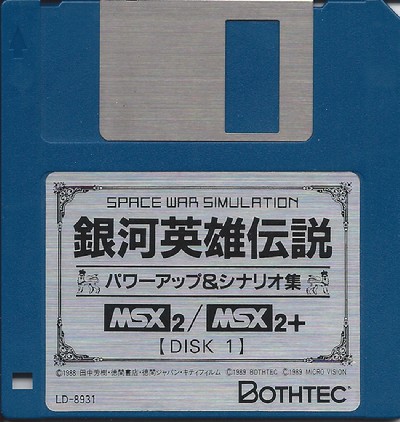 SPACE WAR SIMULATION
銀河英雄伝説
パワーアップ&シナリオ集
MSX2/MSX2+
【DISK 1】
©1988 田中芳樹・徳間書店・徳間ジャパン・キティフィルム ©1989 BOTHTEC ©1989 MICRO VISION
LD-8931 BOTHTEC